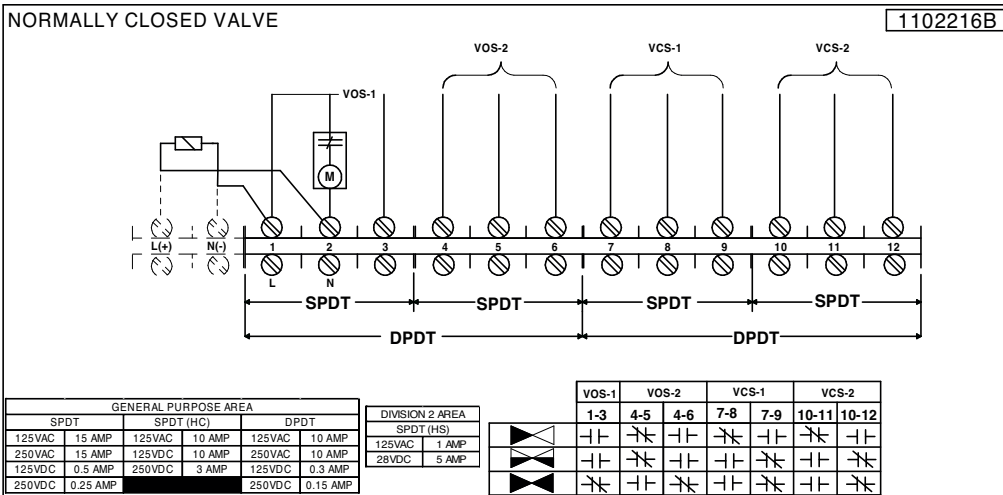 NORMALLY CLOSED VALVE
1102216B
VOS-2
VCS-1
VCS-2
VOS-1
M
L(+) N(-) 1 2 3 4 5 6 7 8 9 10 11 12
L N
SPDT SPDT SPDT SPDT
DPDT DPDT
GENERAL PURPOSE AREA
SPDT SPDT (HC) DPDT
125VAC 15 AMP 125VAC 10 AMP 125VAC 10 AMP
250VAC 15 AMP 125VDC 10 AMP 250VAC 10 AMP
125VDC 0.5 AMP 250VDC 3 AMP 125VDC 0.3 AMP
250VDC 0.25 AMP 250VDC 0.15 AMP
DIVISION 2 AREA
SPDT (HS)
125VAC 1 AMP
28VDC 5 AMP
VOS-1 VOS-2 VCS-1 VCS-2
1-3 4-5 4-6 7-8 7-9 10-11 10-12